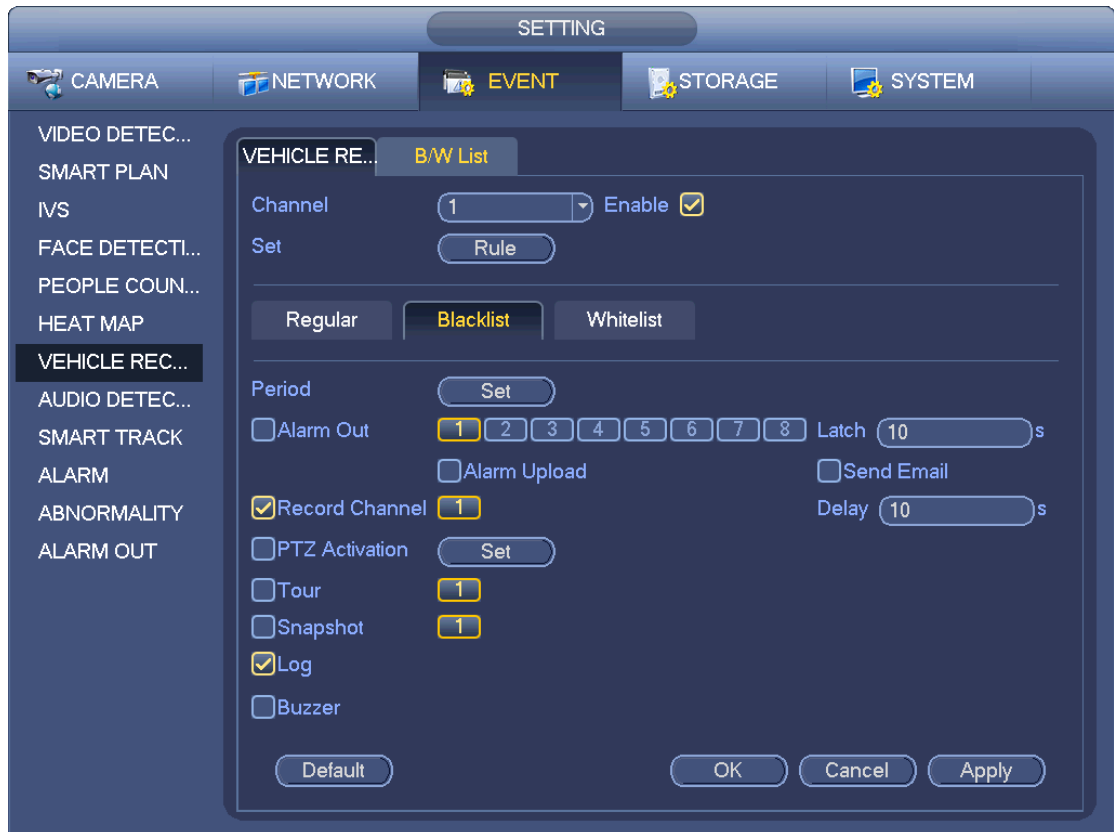 SETTING
CAMERA NETWORK EVENT STORAGE SYSTEM
VIDEO DETEC...
SMART PLAN
IVS
FACE DETECTI...
PEOPLE COUN...
HEAT MAP
VEHICLE REC...
AUDIO DETEC...
SMART TRACK
ALARM
ABNORMALITY
ALARM OUT
VEHICLE RE... B/W List
Channel 1 Enable
Set Rule
Regular Blacklist Whitelist
Period Set
Alarm Out 1 2 3 4 5 6 7 8 Latch 10 s
Alarm Upload Send Email
Record Channel 1 Delay 10 s
PTZ Activation Set
Tour 1
Snapshot 1
Log
Buzzer
Default OK Cancel Apply